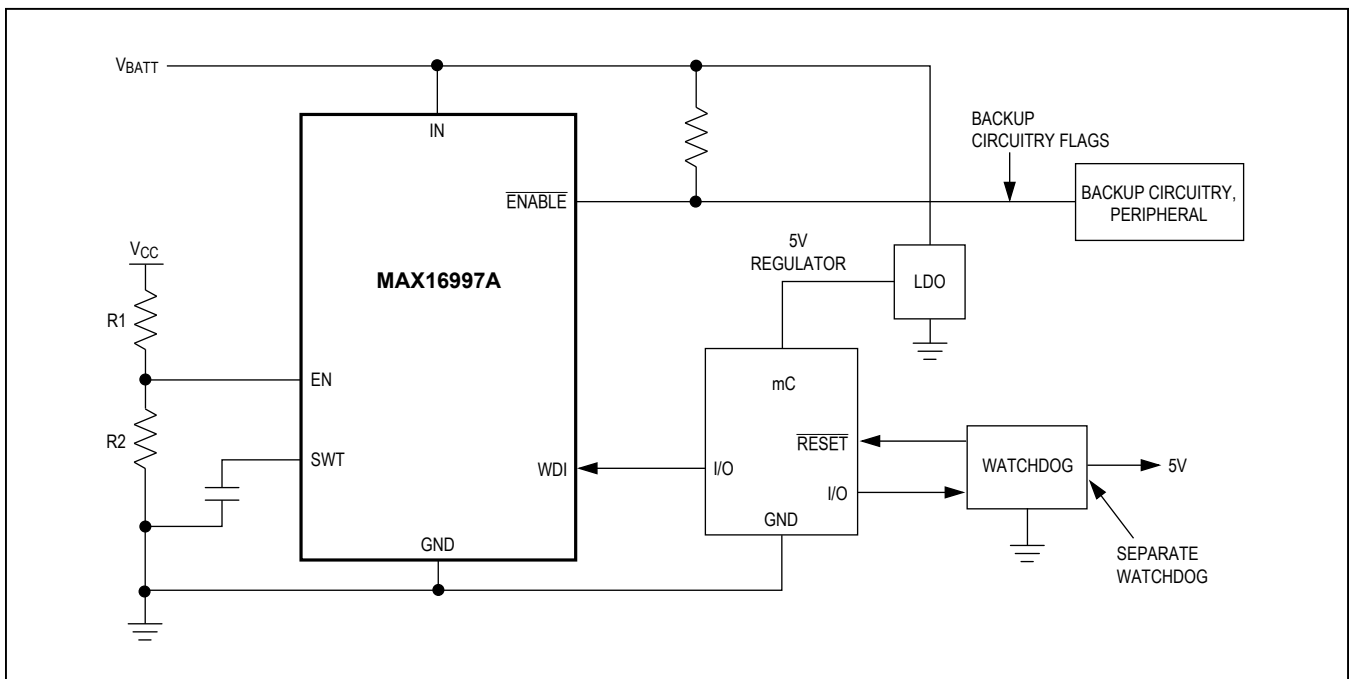 VBATT
IN
BACKUP
CIRCUITRY FLAGS
ENABLE
BACKUP CIRCUITRY,
PERIPHERAL
VCC
5V
REGULATOR
LDO
MAX16997A
R1
EN
mC
R2
RESET
SWT
WDI
I/O
WATCHDOG
5V
I/O
GND
GND
SEPARATE
WATCHDOG